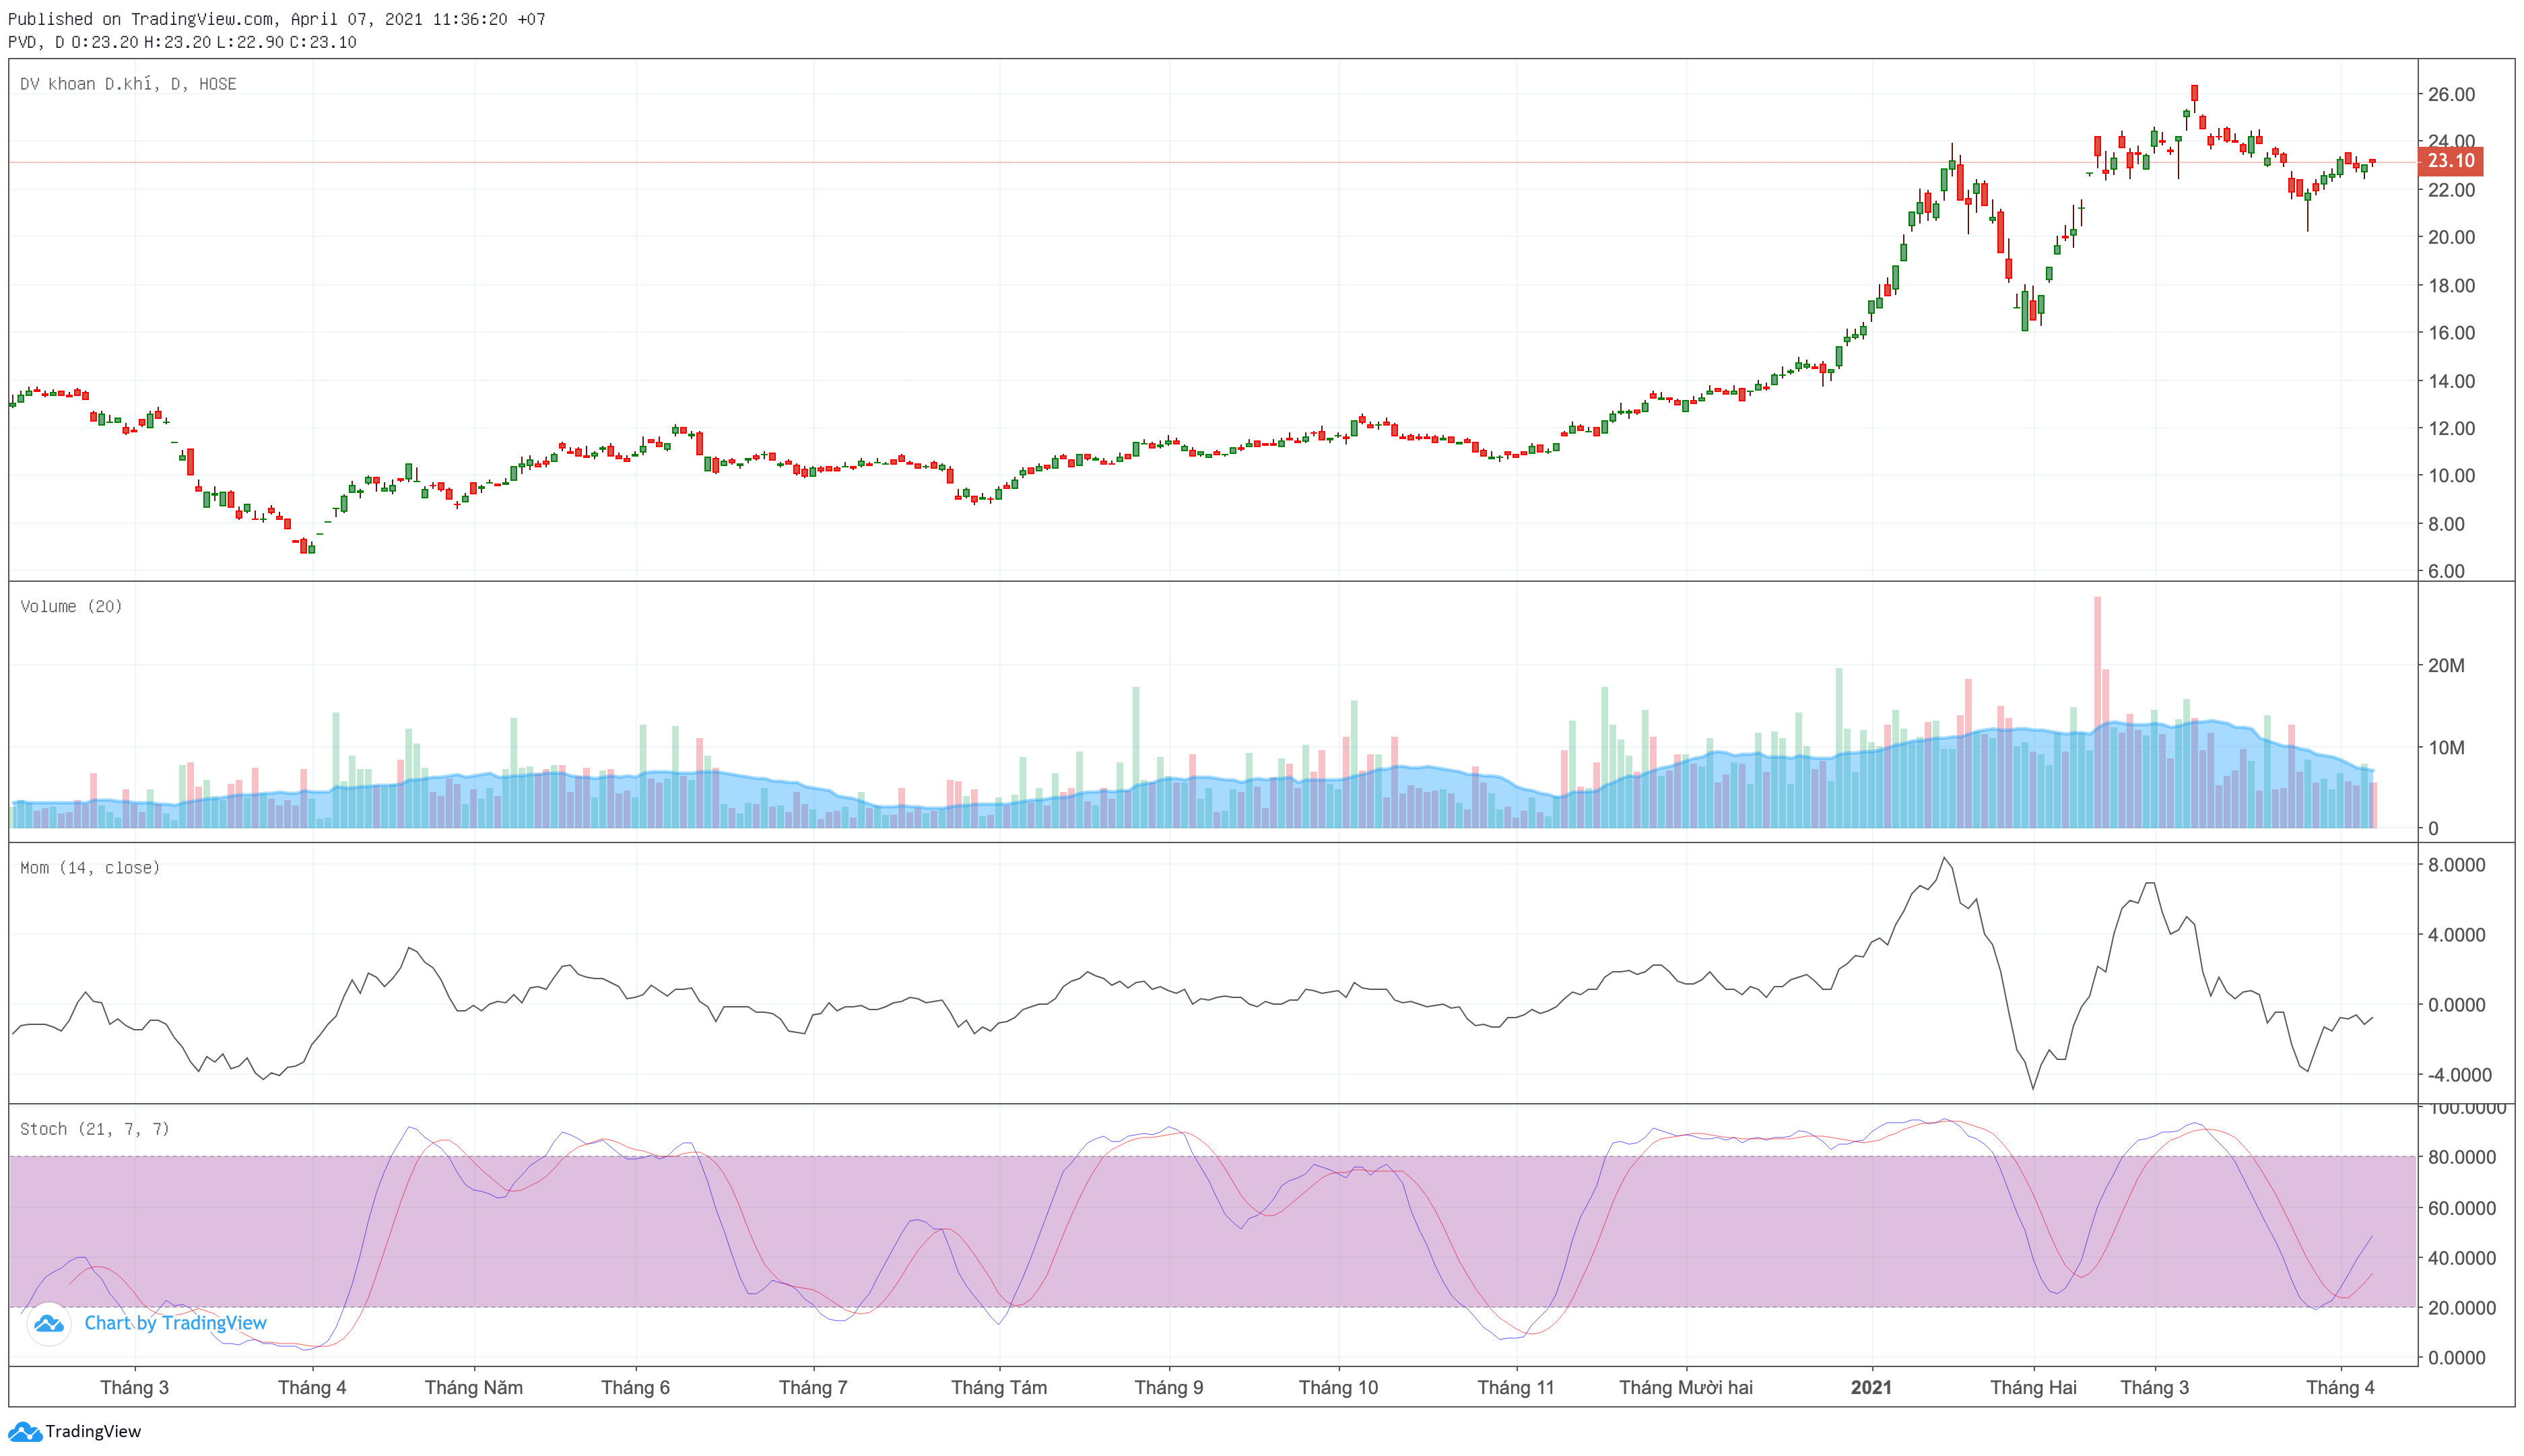 Published on TradingView.com, April 07, 2021 11:36:20 +07
PVD, D O:23.20 H:23.20 L:22.90 C:23.10
DV khoan D.khí, D, HOSE
26.00
24.00
23.10
22.00
20.00
18.00
16.00
14.00
12.00
10.00
8.00
6.00
Volume (20)
20M
10M
0
Mom (14, close)
8.0000
4.0000
0.0000
-4.0000
Stoch (21, 7, 7)
100.0000
80.0000
60.0000
40.0000
20.0000
0.0000
Chart by TradingView
Tháng 3 Tháng 4 Tháng Năm Tháng 6 Tháng 7 Tháng Tám Tháng 9 Tháng 10 Tháng 11 Tháng Mười hai 2021 Tháng Hai Tháng 3 Tháng 4
TradingView